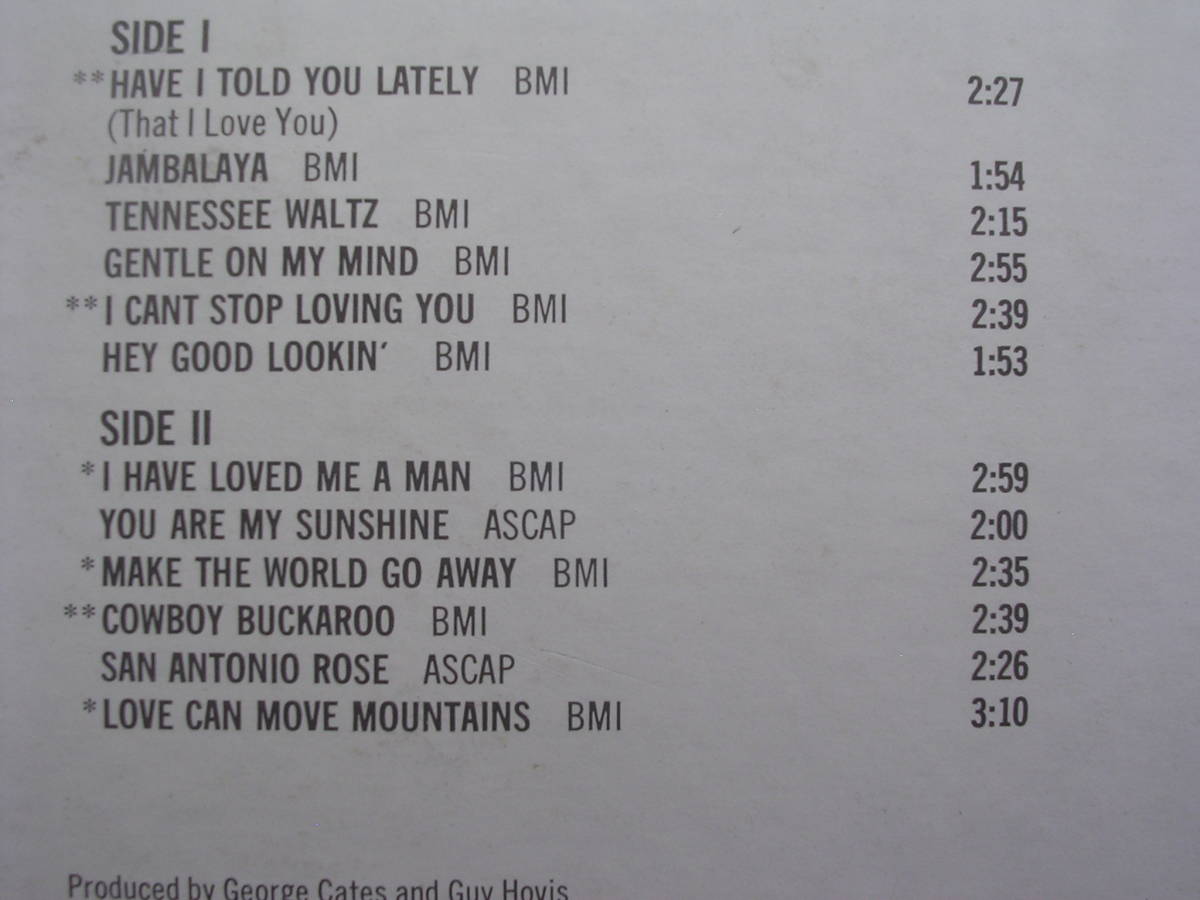 SIDE I
**HAVE I TOLD YOU LATELY BMI 2:27
(That I Love You)
JAMBALAYA BMI 1:54
TENNESSEE WALTZ BMI 2:15
GENTLE ON MY MIND BMI 2:55
**I CANT STOP LOVING YOU BMI 2:39
HEY GOOD LOOKIN' BMI 1:53
SIDE II
*I HAVE LOVED ME A MAN BMI 2:59
YOU ARE MY SUNSHINE ASCAP 2:00
*MAKE THE WORLD GO AWAY BMI 2:35
**COWBOY BUCKAROO BMI 2:39
SAN ANTONIO ROSE ASCAP 2:26
*LOVE CAN MOVE MOUNTAINS BMI 3:10
Produced by George Cates and Guy Hovis